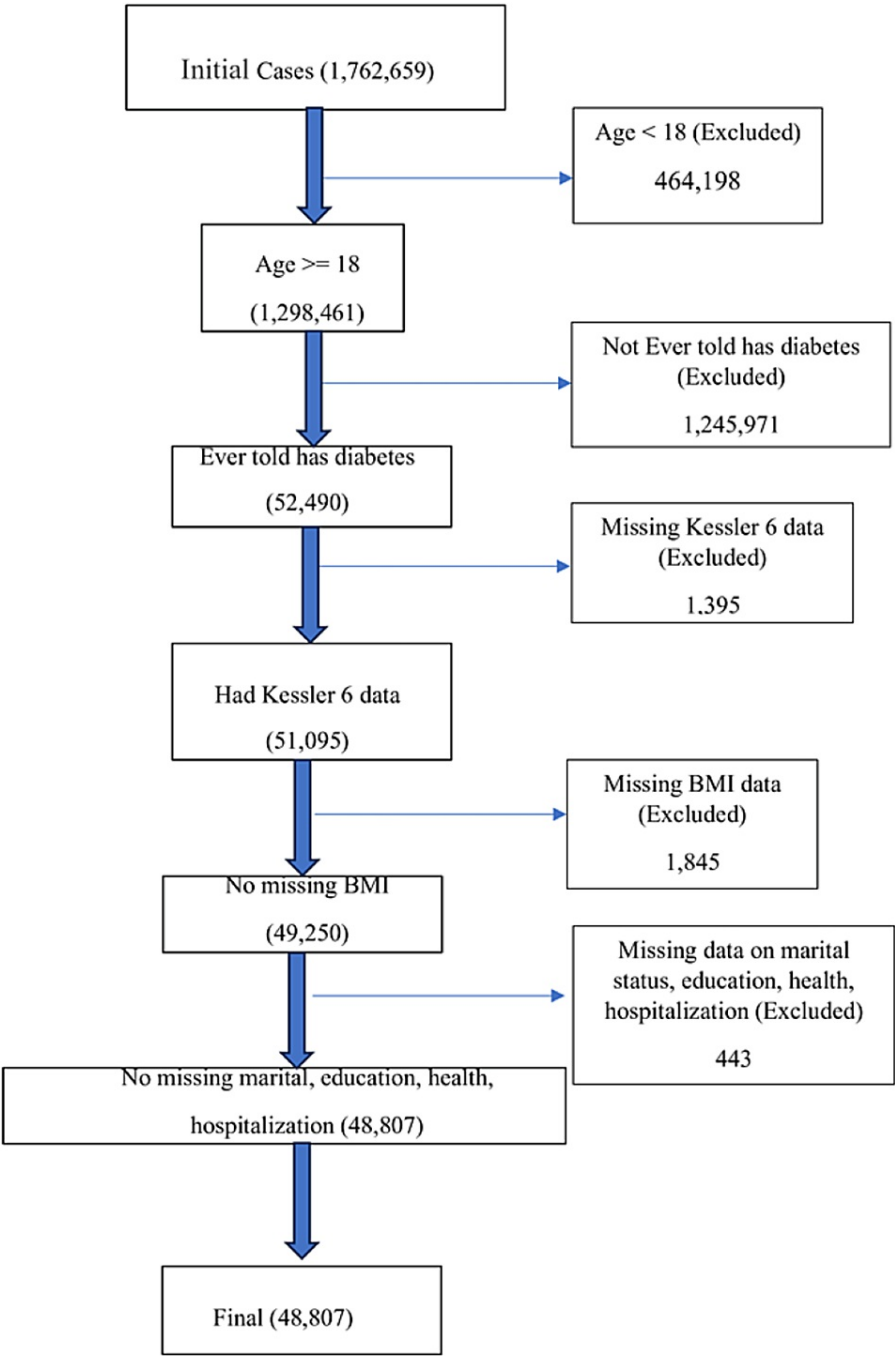 Initial Cases (1,762,659)
Age < 18 (Excluded)
464,198
Age >= 18
(1,298,461)
Not Ever told has diabetes
(Excluded)
1,245,971
Ever told has diabetes
(52,490)
Missing Kessler 6 data
(Excluded)
1,395
Had Kessler 6 data
(51,095)
Missing BMI data
(Excluded)
1,845
No missing BMI
(49,250)
Missing data on marital
status, education, health,
hospitalization (Excluded)
443
No missing marital, education, health,
hospitalization (48,807)
Final (48,807)